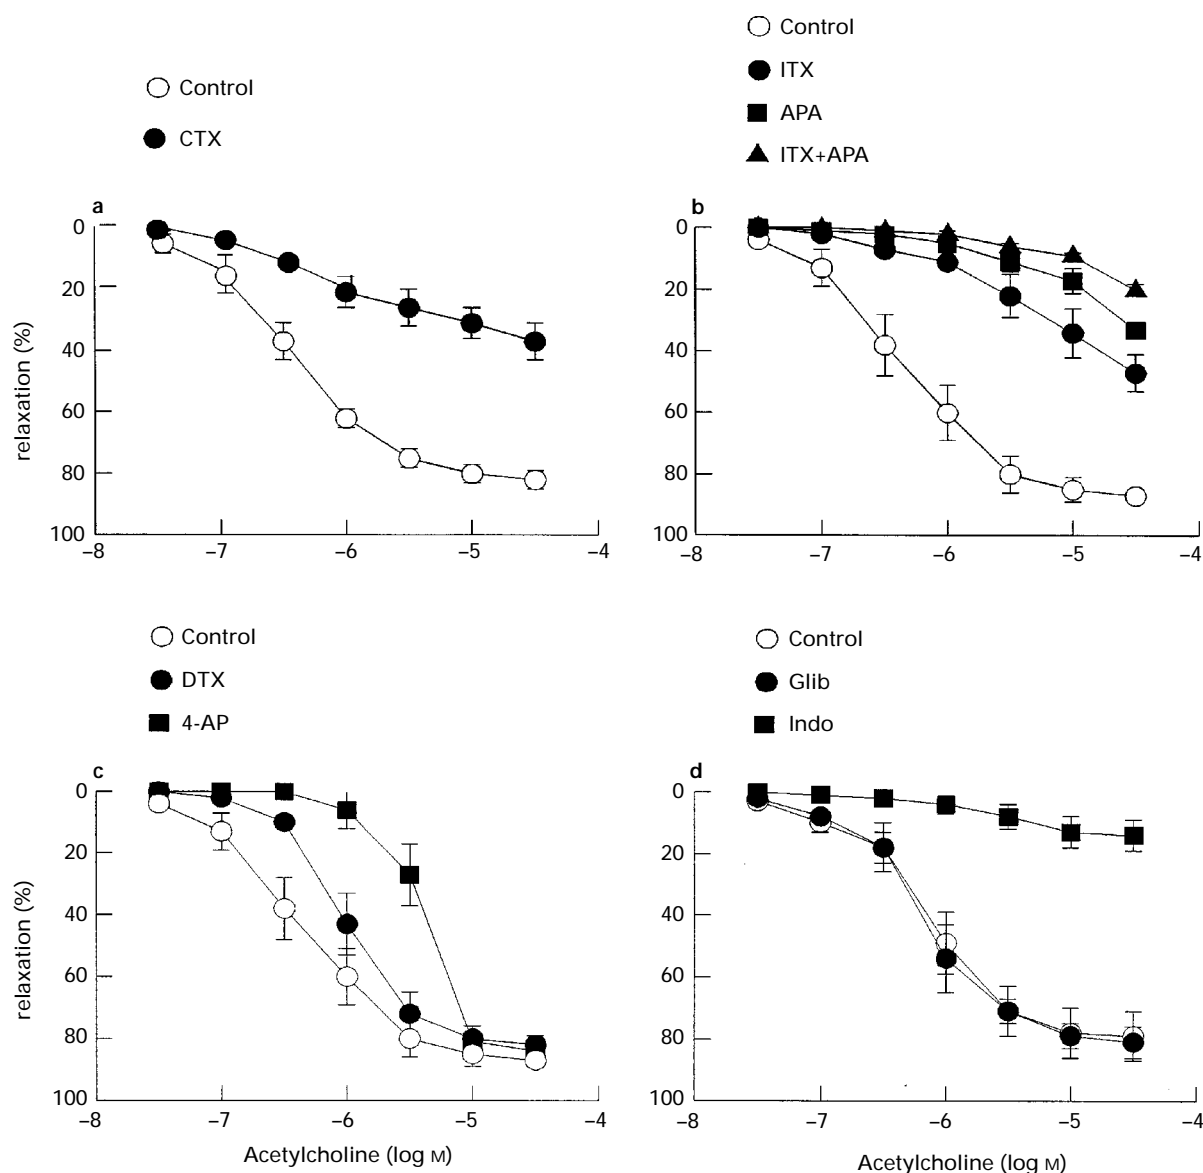 Control
CTX
a
0
20
40
60
80
100
−8
−7
−6
−5
−4
relaxation (%)
Control
ITX
APA
ITX+APA
b
0
20
40
60
80
100
−8
−7
−6
−5
−4
Control
DTX
4-AP
c
0
20
40
60
80
100
−8
−7
−6
−5
−4
relaxation (%)
Acetylcholine (log M)
Control
Glib
Indo
d
0
20
40
60
80
100
−8
−7
−6
−5
−4
Acetylcholine (log M)